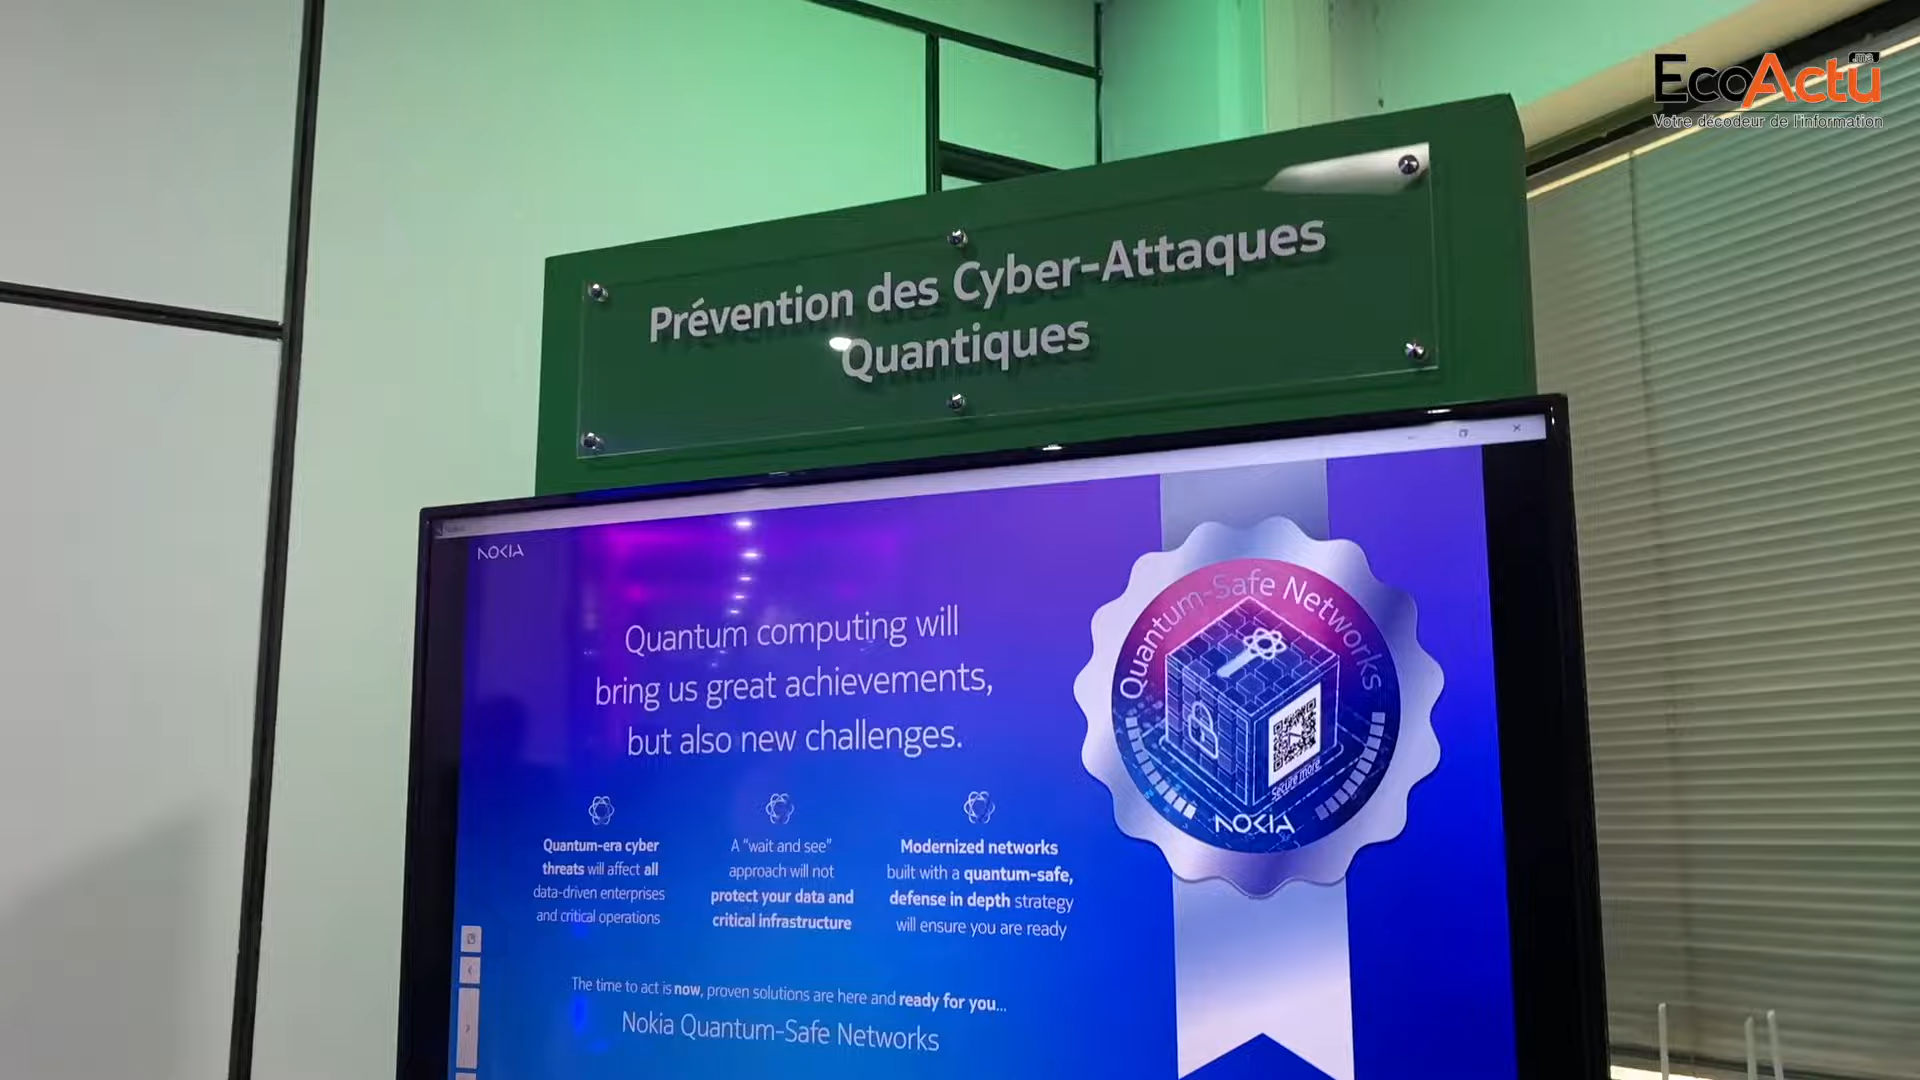 EcoActu
.ma
Votre décodeur de l'information
Prévention des Cyber-Attaques
Quantiques
NOKIA
Quantum computing will
bring us great achievements,
but also new challenges.
Quantum-era cyber
threats will affect all
data-driven enterprises
and critical operations
A "wait and see"
approach will not
protect your data and
critical infrastructure
Modernized networks
built with a quantum-safe,
defense in depth strategy
will ensure you are ready
The time to act is now, proven solutions are here and ready for you...
Nokia Quantum-Safe Networks
Quantum-Safe Networks
Secure more
NOKIA